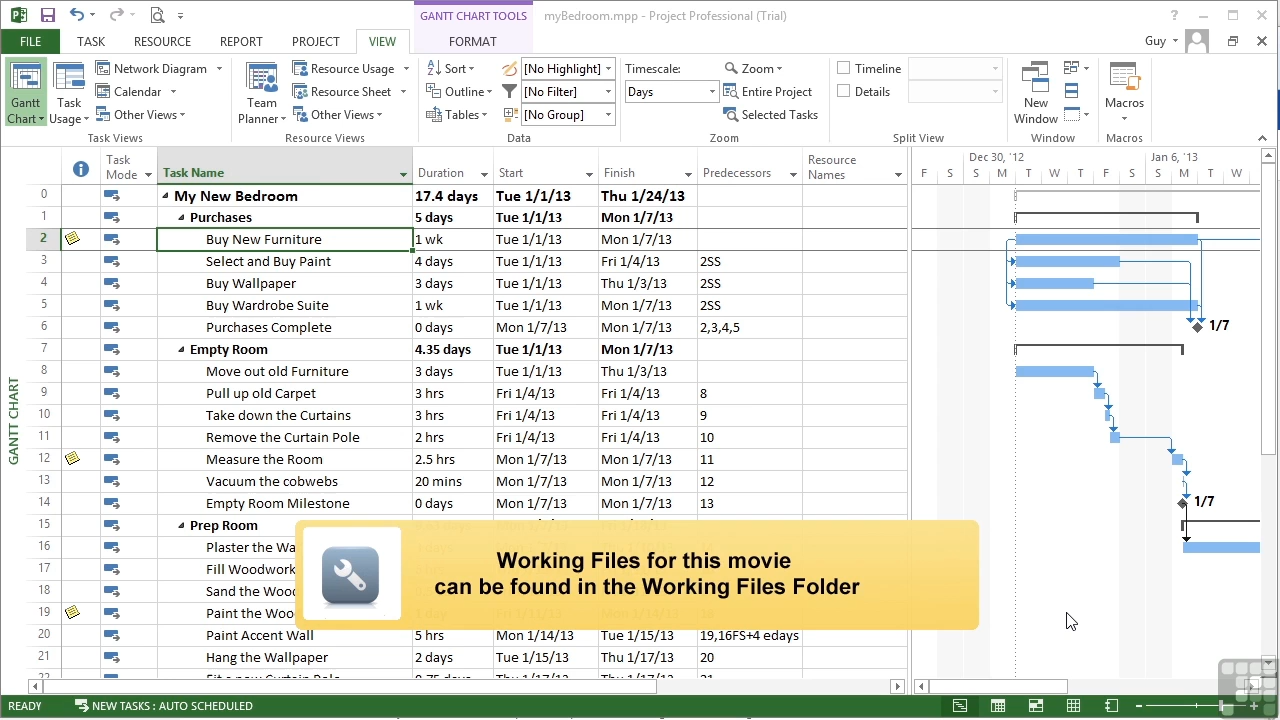 GANTT CHART TOOLS
myBedroom.mpp - Project Professional (Trial)
FILE TASK RESOURCE REPORT PROJECT VIEW FORMAT
Guy
Gantt Chart
Task Usage
Network Diagram
Calendar
Other Views
Task Views
Team Planner
Resource Usage
Resource Sheet
Other Views
Resource Views
Sort
Outline
Tables
[No Highlight]
[No Filter]
[No Group]
Data
Timescale:
Days
Zoom
Entire Project
Selected Tasks
Zoom
Timeline
Details
Split View
New Window
Window
Macros
Macros
Task Mode Task Name Duration Start Finish Predecessors Resource Names
Dec 30, '12 Jan 6, '13
F S S M T W T F S S M T W
0 My New Bedroom 17.4 days Tue 1/1/13 Thu 1/24/13
1 Purchases 5 days Tue 1/1/13 Mon 1/7/13
2 Buy New Furniture 1 wk Tue 1/1/13 Mon 1/7/13
3 Select and Buy Paint 4 days Tue 1/1/13 Fri 1/4/13 2SS
4 Buy Wallpaper 3 days Tue 1/1/13 Thu 1/3/13 2SS
5 Buy Wardrobe Suite 1 wk Tue 1/1/13 Mon 1/7/13 2SS
6 Purchases Complete 0 days Mon 1/7/13 Mon 1/7/13 2,3,4,5 1/7
7 Empty Room 4.35 days Tue 1/1/13 Mon 1/7/13
8 Move out old Furniture 3 days Tue 1/1/13 Thu 1/3/13
9 Pull up old Carpet 3 hrs Fri 1/4/13 Fri 1/4/13 8
10 Take down the Curtains 3 hrs Fri 1/4/13 Fri 1/4/13 9
11 Remove the Curtain Pole 2 hrs Fri 1/4/13 Fri 1/4/13 10
12 Measure the Room 2.5 hrs Mon 1/7/13 Mon 1/7/13 11
13 Vacuum the cobwebs 20 mins Mon 1/7/13 Mon 1/7/13 12
14 Empty Room Milestone 0 days Mon 1/7/13 Mon 1/7/13 13 1/7
15 Prep Room
16 Plaster the
17 Fill Woodwork
18 Sand the
19 Paint the
20 Paint Accent Wall 5 hrs Mon 1/14/13 Tue 1/15/13 19,16FS+4 edays
21 Hang the Wallpaper 2 days Tue 1/15/13 Thu 1/17/13 20
Working Files for this movie
can be found in the Working Files Folder
GANTT CHART
READY NEW TASKS : AUTO SCHEDULED